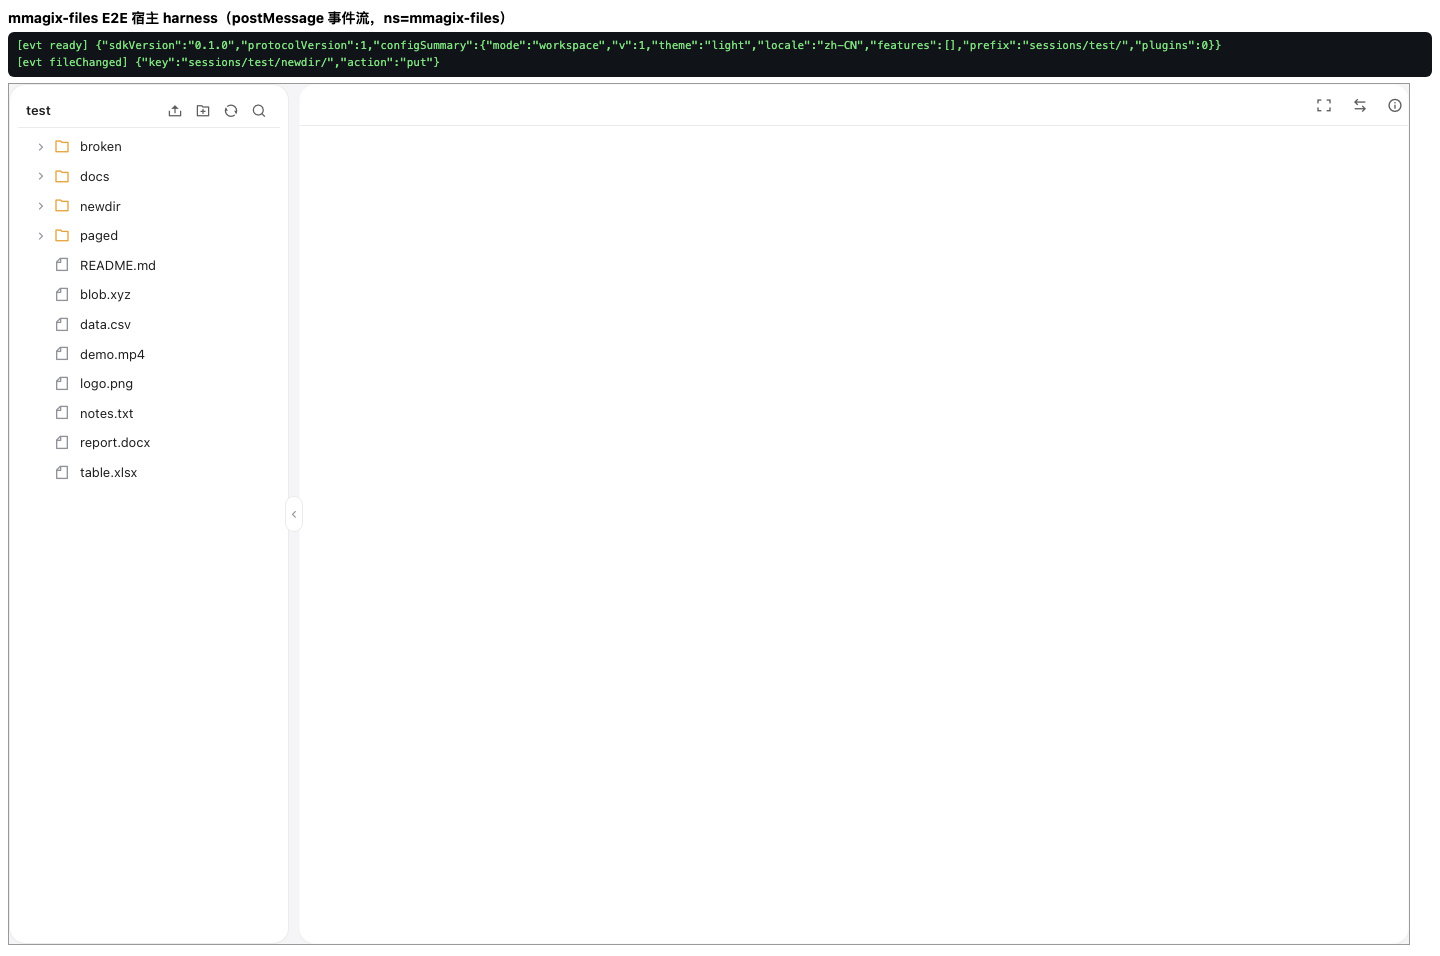 mmagix-files E2E 宿主 harness（postMessage 事件流，ns=mmagix-files）
[evt ready] {"sdkVersion":"0.1.0","protocolVersion":1,"configSummary":{"mode":"workspace","v":1,"theme":"light","locale":"zh-CN","features":[],"prefix":"sessions/test/","plugins":0}}
[evt fileChanged] {"key":"sessions/test/newdir/","action":"put"}
test
broken
docs
newdir
paged
README.md
blob.xyz
data.csv
demo.mp4
logo.png
notes.txt
report.docx
table.xlsx